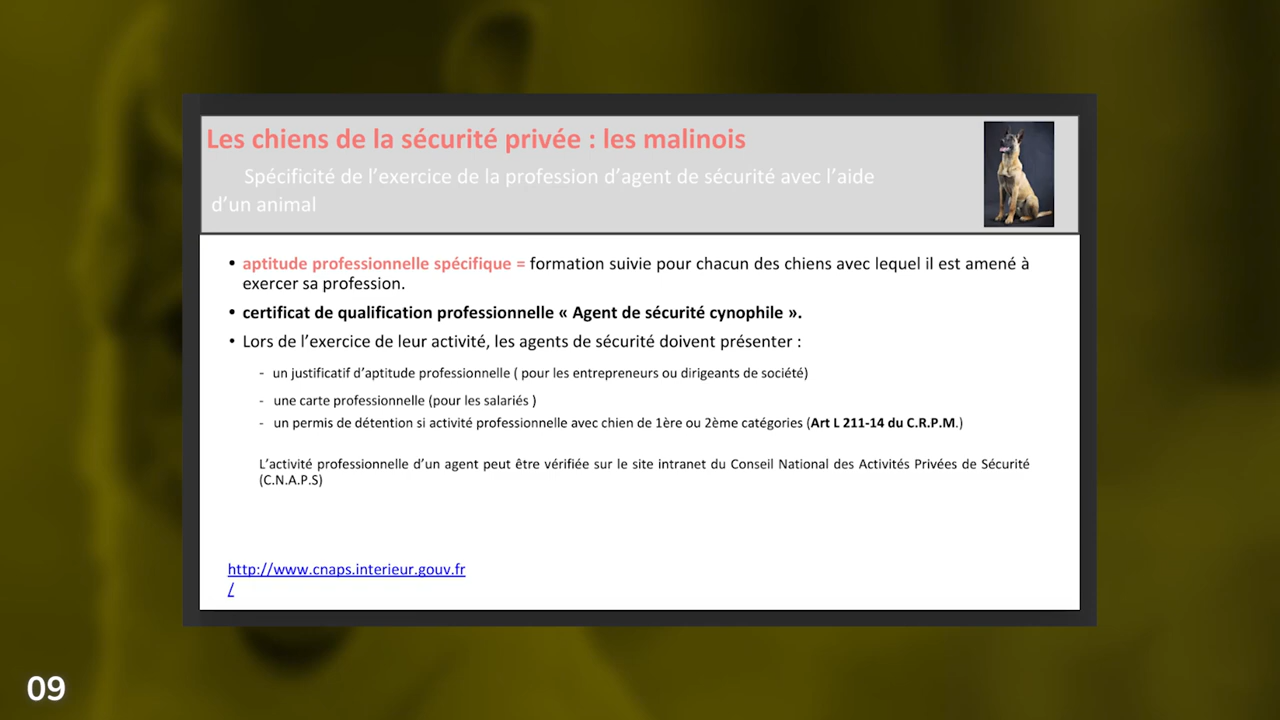 Les chiens de la sécurité privée : les malinois
Spécificité de l’exercice de la profession d’agent de sécurité avec l’aide
d’un animal
• aptitude professionnelle spécifique = formation suivie pour chacun des chiens avec lequel il est amené à
exercer sa profession.
• certificat de qualification professionnelle « Agent de sécurité cynophile ».
• Lors de l’exercice de leur activité, les agents de sécurité doivent présenter :
- un justificatif d’aptitude professionnelle ( pour les entrepreneurs ou dirigeants de société)
- une carte professionnelle (pour les salariés )
- un permis de détention si activité professionnelle avec chien de 1ère ou 2ème catégories (Art L 211-14 du C.R.P.M.)
L’activité professionnelle d’un agent peut être vérifiée sur le site intranet du Conseil National des Activités Privées de Sécurité
(C.N.A.P.S)
http://www.cnaps.interieur.gouv.fr
/
09